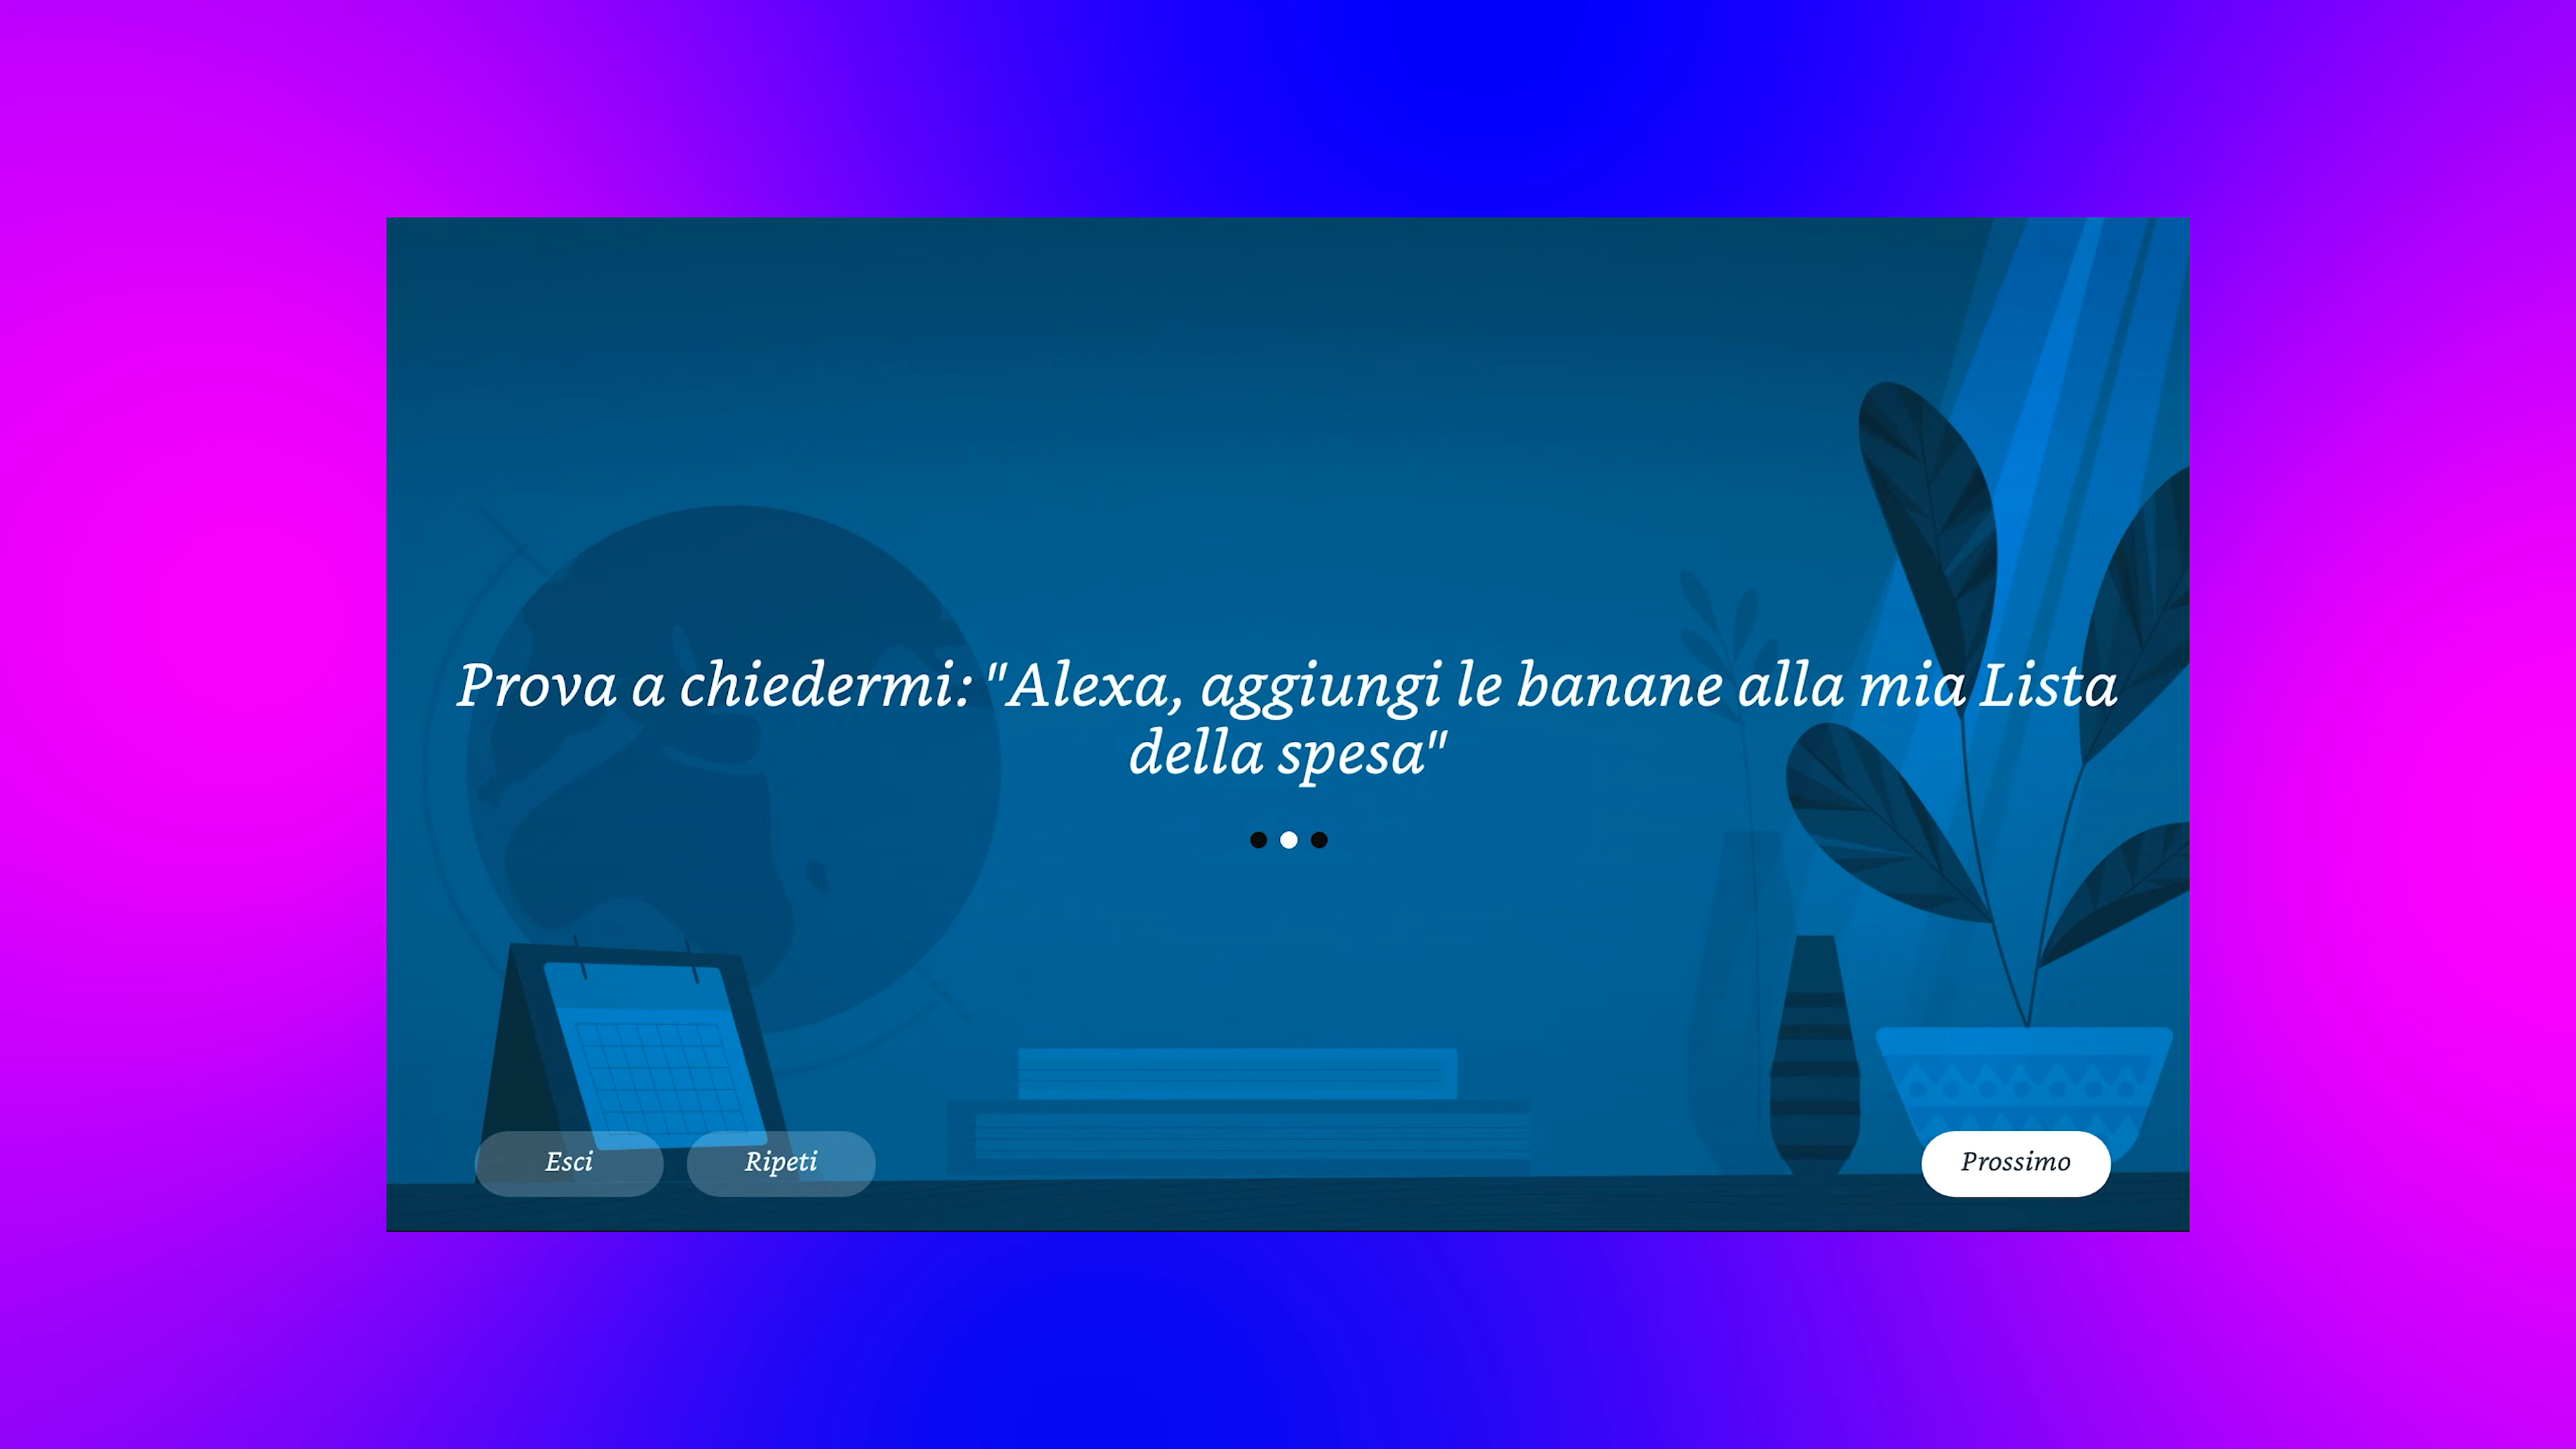 Prova a chiedermi: "Alexa, aggiungi le banane alla mia Lista
della spesa"
Esci
Ripeti
Prossimo